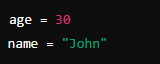 age = 30
name = "John"